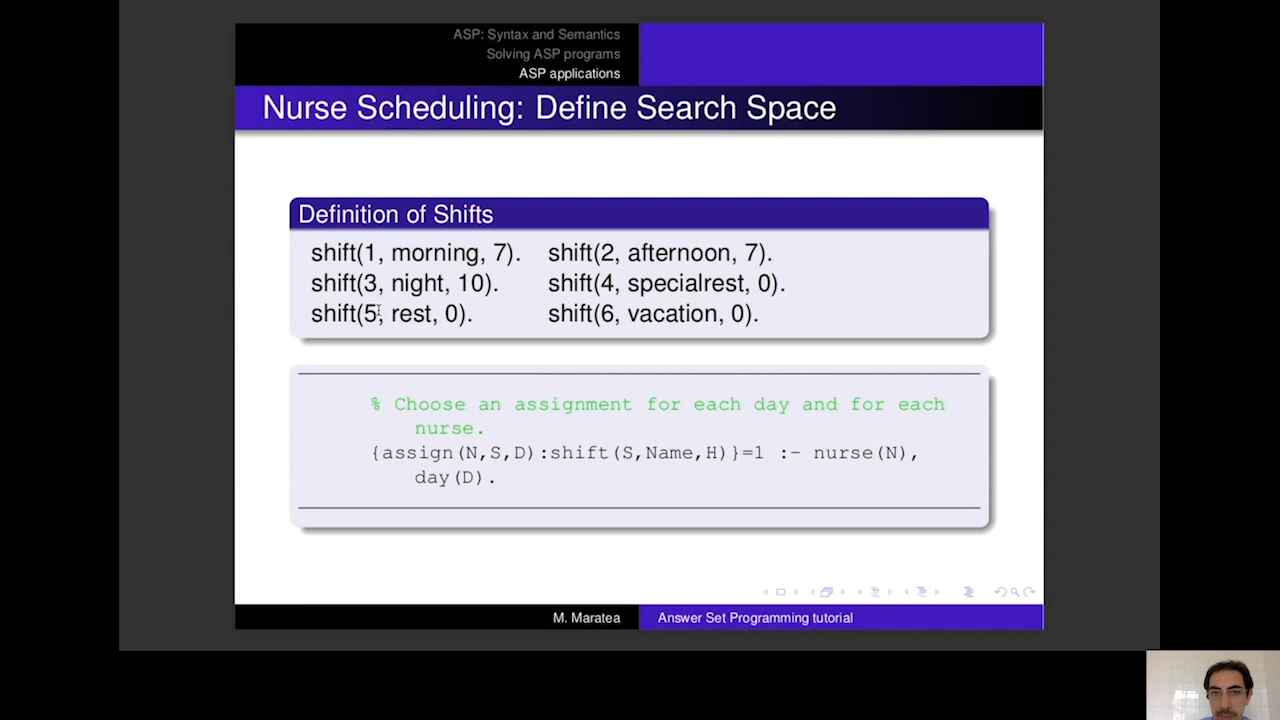 ASP: Syntax and Semantics
Solving ASP programs
ASP applications
Nurse Scheduling: Define Search Space
Definition of Shifts
shift(1, morning, 7). shift(2, afternoon, 7).
shift(3, night, 10). shift(4, specialrest, 0).
shift(5, rest, 0). shift(6, vacation, 0).
% Choose an assignment for each day and for each
nurse.
{assign(N,S,D):shift(S,Name,H)}=1 :- nurse(N),
day(D).
M. Maratea Answer Set Programming tutorial